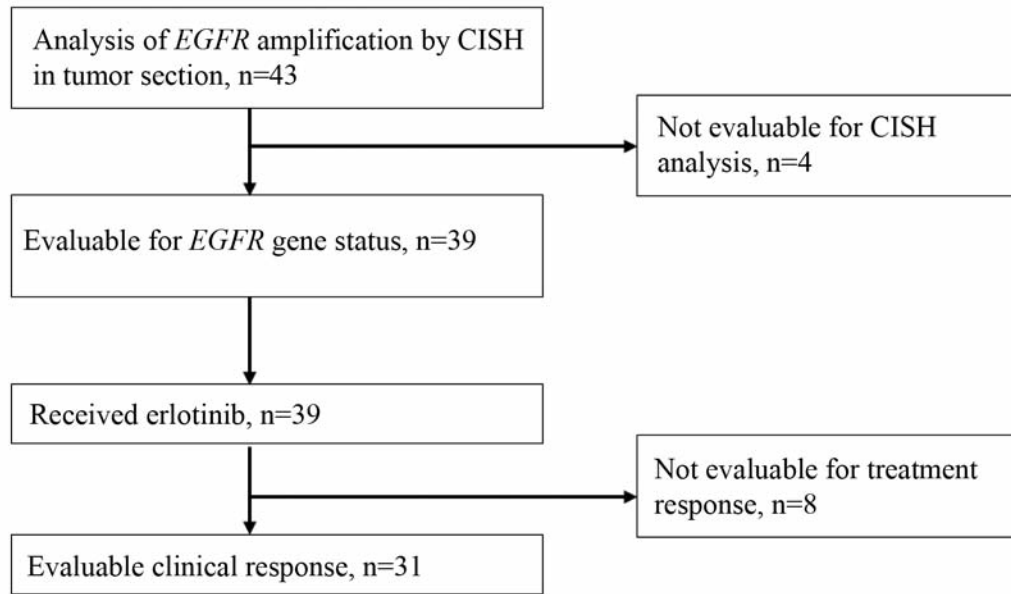 Analysis of EGFR amplification by CISH
in tumor section, n=43
Not evaluable for CISH
analysis, n=4
Evaluable for EGFR gene status, n=39
Received erlotinib, n=39
Not evaluable for treatment
response, n=8
Evaluable clinical response, n=31